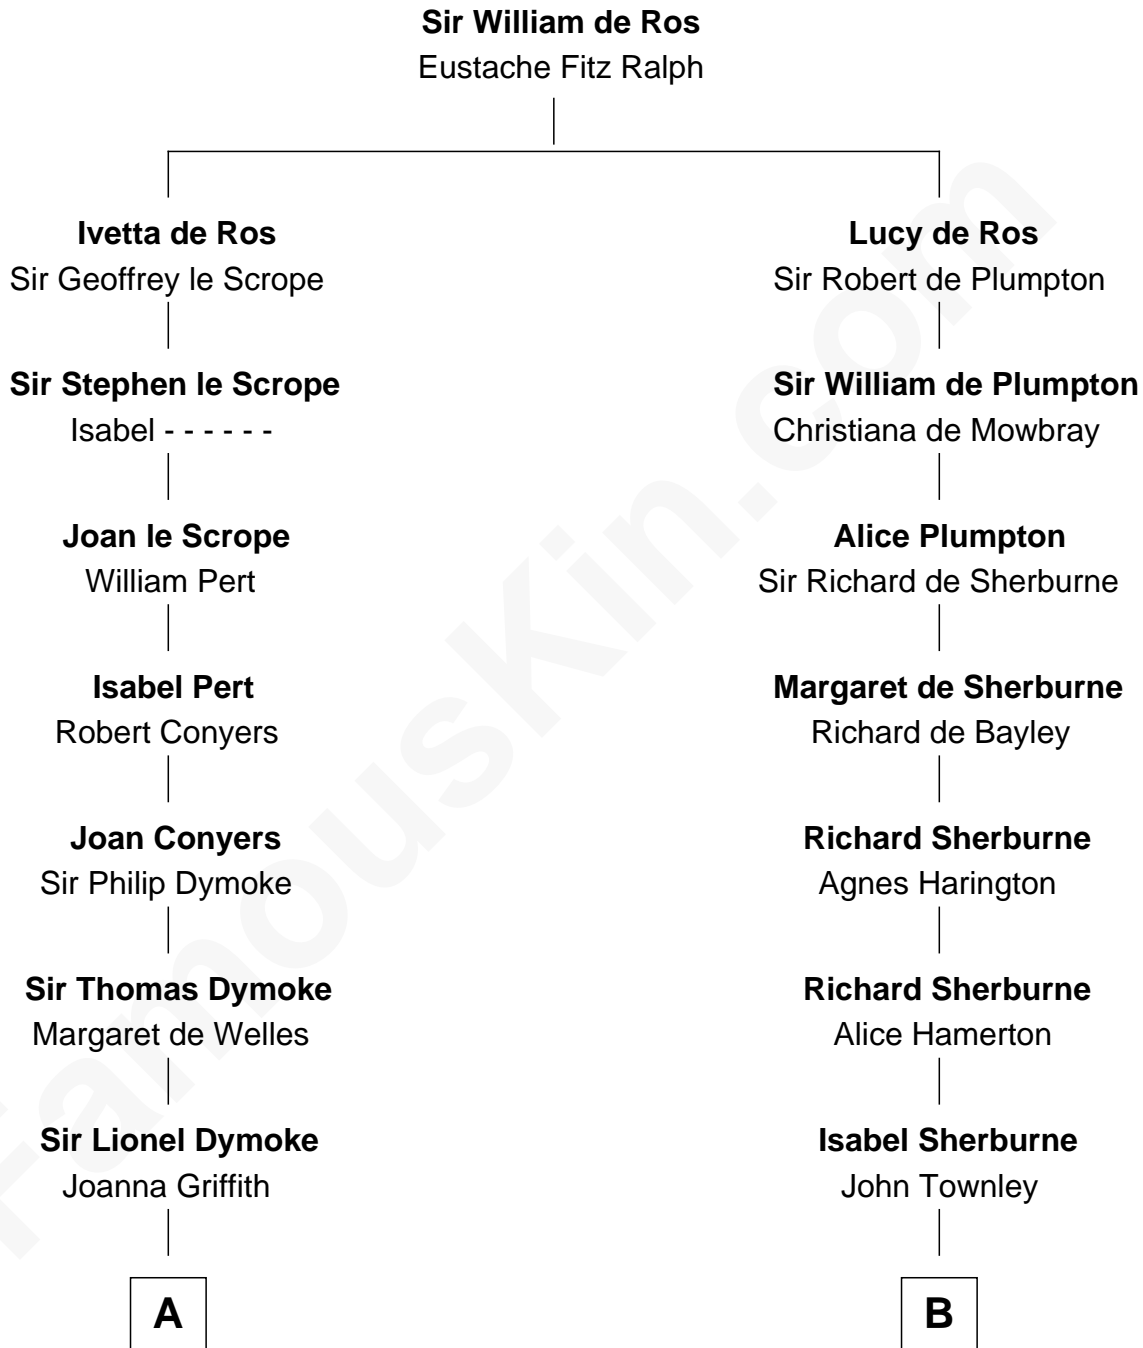 Sir William de Ros
Eustache Fitz Ralph
Ivetta de Ros
Sir Geoffrey le Scrope
Sir Stephen le Scrope
Isabel - - - - - -
Joan le Scrope
William Pert
Isabel Pert
Robert Conyers
Joan Conyers
Sir Philip Dymoke
Sir Thomas Dymoke
Margaret de Welles
Sir Lionel Dymoke
Joanna Griffith
A
Lucy de Ros
Sir Robert de Plumpton
Sir William de Plumpton
Christiana de Mowbray
Alice Plumpton
Sir Richard de Sherburne
Margaret de Sherburne
Richard de Bayley
Richard Sherburne
Agnes Harington
Richard Sherburne
Alice Hamerton
Isabel Sherburne
John Townley
B
FamousKin.com